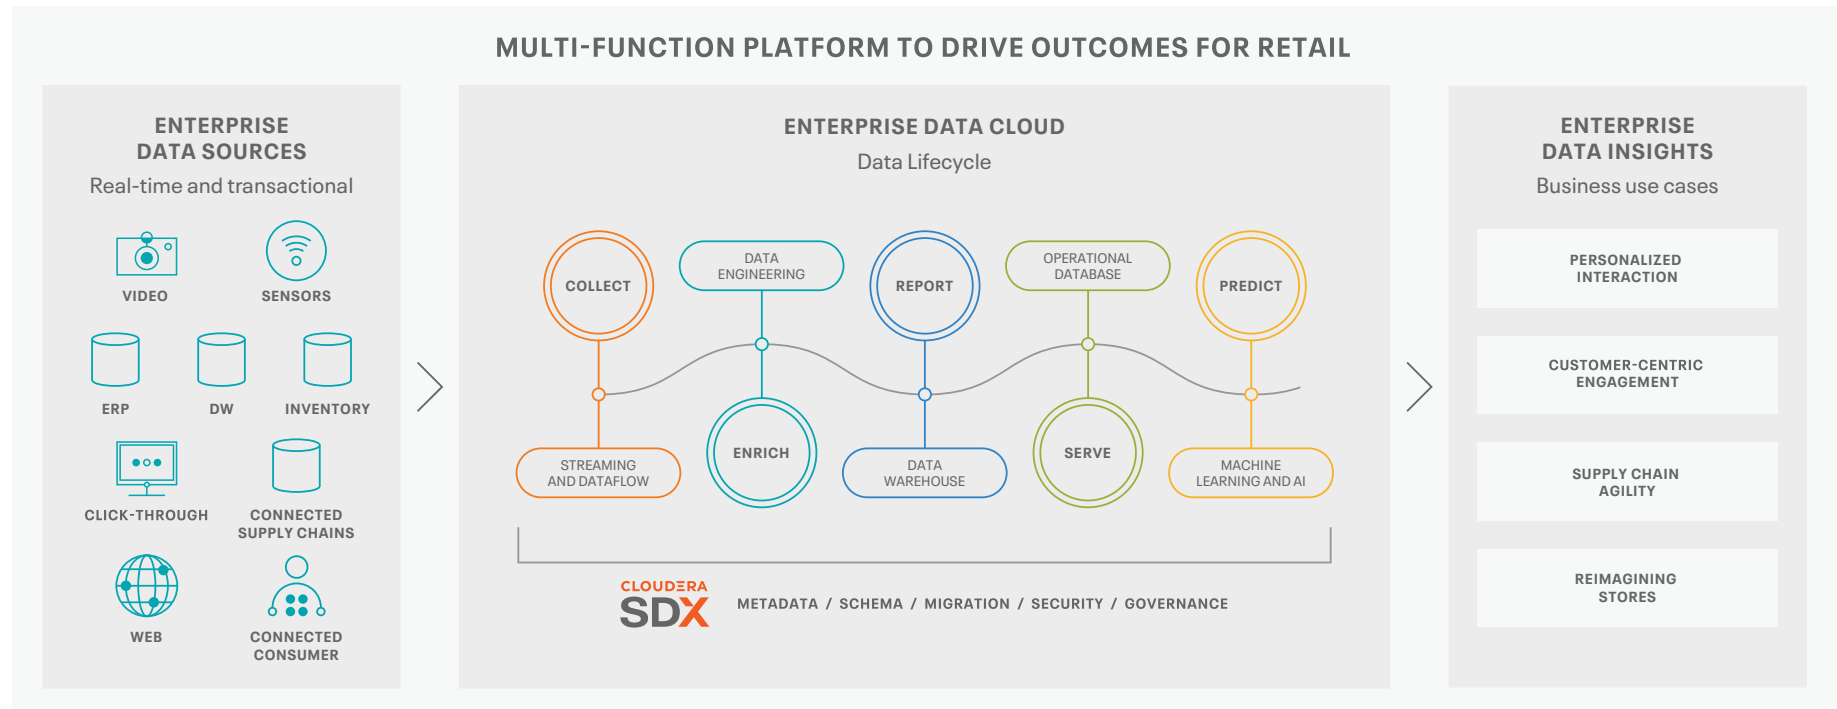 MULTI-FUNCTION PLATFORM TO DRIVE OUTCOMES FOR RETAIL
ENTERPRISE
DATA SOURCES
Real-time and transactional
VIDEO
SENSORS
ERP
DW
INVENTORY
CLICK-THROUGH
CONNECTED
SUPPLY CHAINS
WEB
CONNECTED
CONSUMER
ENTERPRISE DATA CLOUD
Data Lifecycle
COLLECT
STREAMING
AND DATAFLOW
DATA
ENGINEERING
ENRICH
REPORT
DATA
WAREHOUSE
OPERATIONAL
DATABASE
SERVE
PREDICT
MACHINE
LEARNING AND AI
CLOUDERA
SDX
METADATA / SCHEMA / MIGRATION / SECURITY / GOVERNANCE
ENTERPRISE
DATA INSIGHTS
Business use cases
PERSONALIZED
INTERACTION
CUSTOMER-CENTRIC
ENGAGEMENT
SUPPLY CHAIN
AGILITY
REIMAGINING
STORES